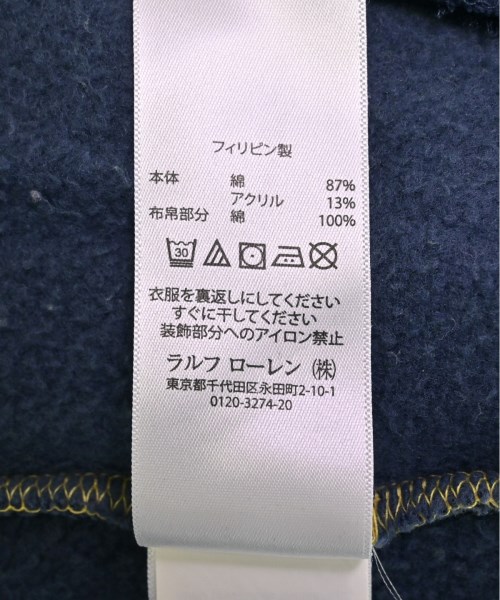 フィリピン製
本体 綿 87%
アクリル 13%
布帛部分 綿 100%
30
衣服を裏返しにしてください
すぐに干してください
装飾部分へのアイロン禁止
ラルフ ローレン (株)
東京都千代田区永田町2-10-1
0120-3274-20